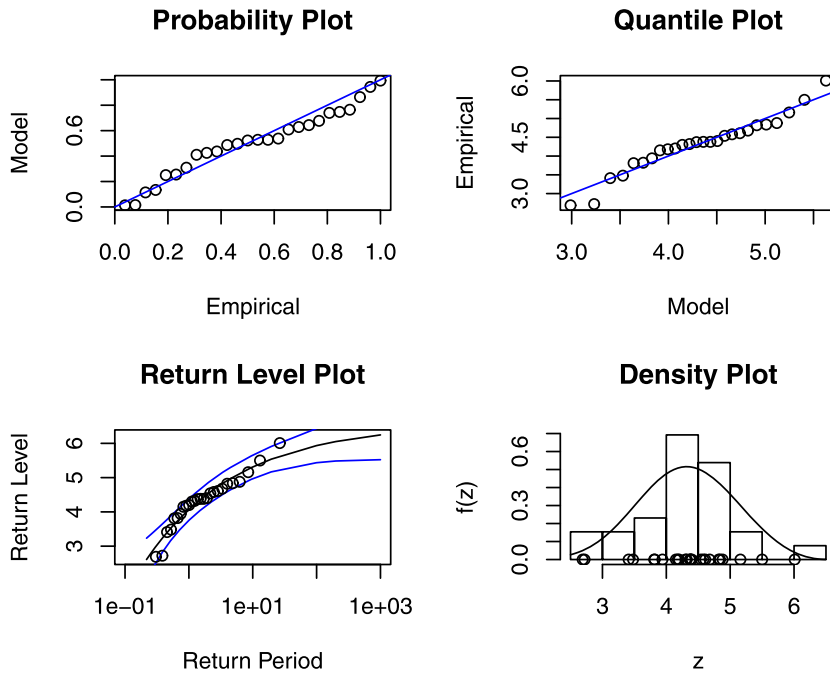 Probability Plot
Model
0.0 0.6
0.0 0.2 0.4 0.6 0.8 1.0
Empirical
Quantile Plot
Empirical
3.0 4.5 6.0
3.0 4.0 5.0
Model
Return Level Plot
Return Level
3 4 5 6
1e−01 1e+01 1e+03
Return Period
Density Plot
f(z)
0.0 0.3 0.6
3 4 5 6
z